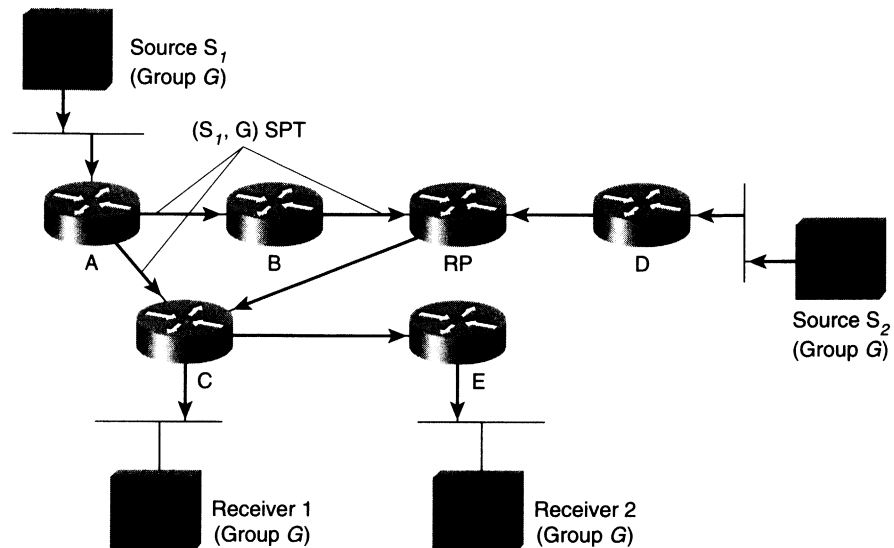 Source S1
(Group G)
(S1, G) SPT
A
B
RP
D
Source S2
(Group G)
C
E
Receiver 1
(Group G)
Receiver 2
(Group G)